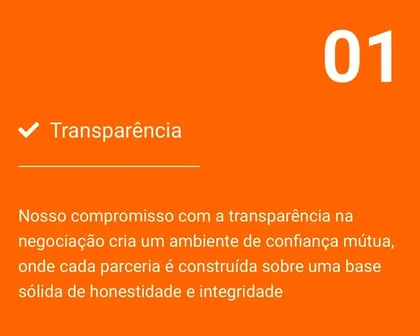 01
Transparência
Nosso compromisso com a transparência na
negociação cria um ambiente de confiança mútua,
onde cada parceria é construída sobre uma base
sólida de honestidade e integridade